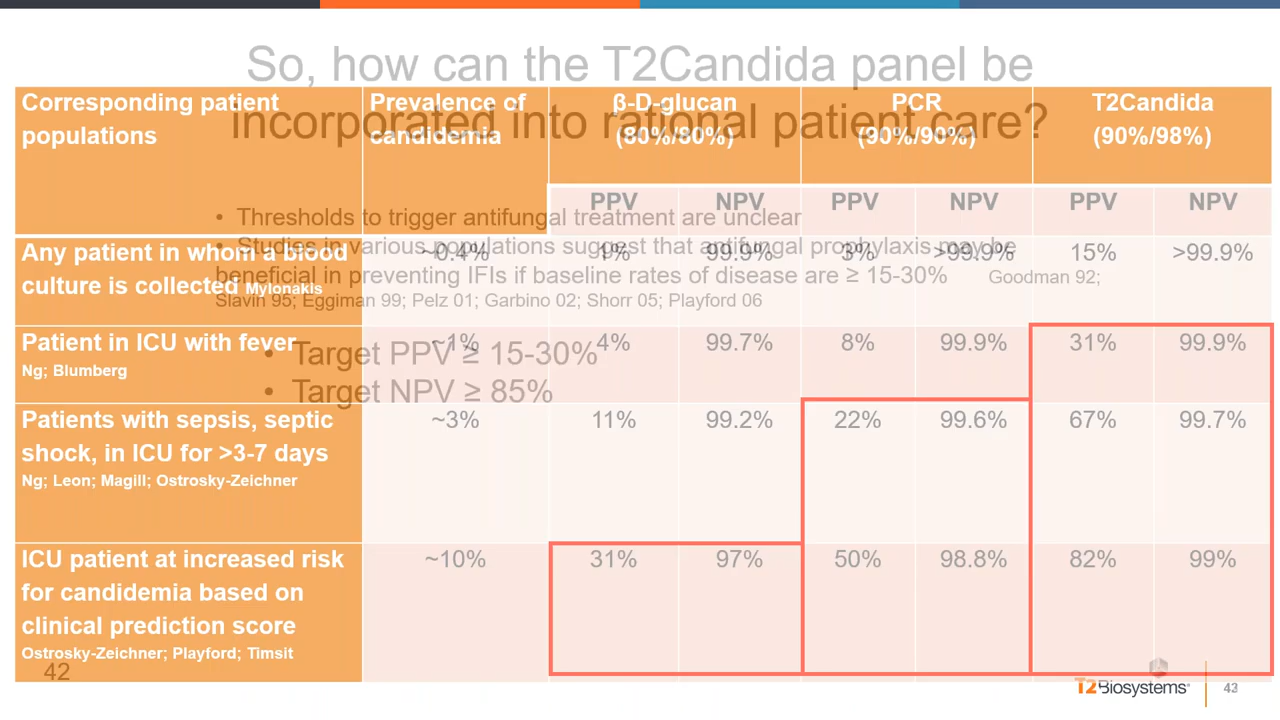 So, how can the T2Candida panel be
incorporated into rational patient care?
• Thresholds to trigger antifungal treatment are unclear
• Studies in various populations suggest that antifungal prophylaxis may be
beneficial in preventing IFIs if baseline rates of disease are ≥ 15-30% Goodman 92;
Slavin 95; Eggiman 99; Pelz 01; Garbino 02; Shorr 05; Playford 06
• Target PPV ≥ 15-30%
• Target NPV ≥ 85%
42
Corresponding patient
populations
Prevalence of
candidemia
β-D-glucan
(80%/80%)
PCR
(90%/90%)
T2Candida
(90%/98%)
PPV NPV PPV NPV PPV NPV
Any patient in whom a blood
culture is collected Mylonakis
~0.4% 1% 99.9% 3% >99.9% 15% >99.9%
Patient in ICU with fever
Ng; Blumberg
~1% 4% 99.7% 8% 99.9% 31% 99.9%
Patients with sepsis, septic
shock, in ICU for >3-7 days
Ng; Leon; Magill; Ostrosky-Zeichner
~3% 11% 99.2% 22% 99.6% 67% 99.7%
ICU patient at increased risk
for candidemia based on
clinical prediction score
Ostrosky-Zeichner; Playford; Timsit
~10% 31% 97% 50% 98.8% 82% 99%
T2Biosystems